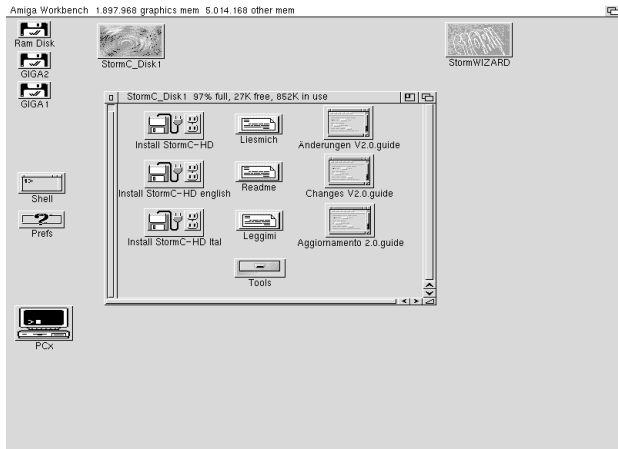 Amiga Workbench 1.897.968 graphics mem 5.014.168 other mem
Ram Disk
GIGA2
GIGA1
StormC_Disk1
StormWIZARD
StormC_Disk1 97% full, 27K free, 852K in use
Install StormC-HD
Liesmich
Änderungen V2.0.guide
Install StormC-HD english
Readme
Changes V2.0.guide
Install StormC-HD Ital
Leggimi
Aggiornamento 2.0.guide
Tools
Shell
Prefs
PCx